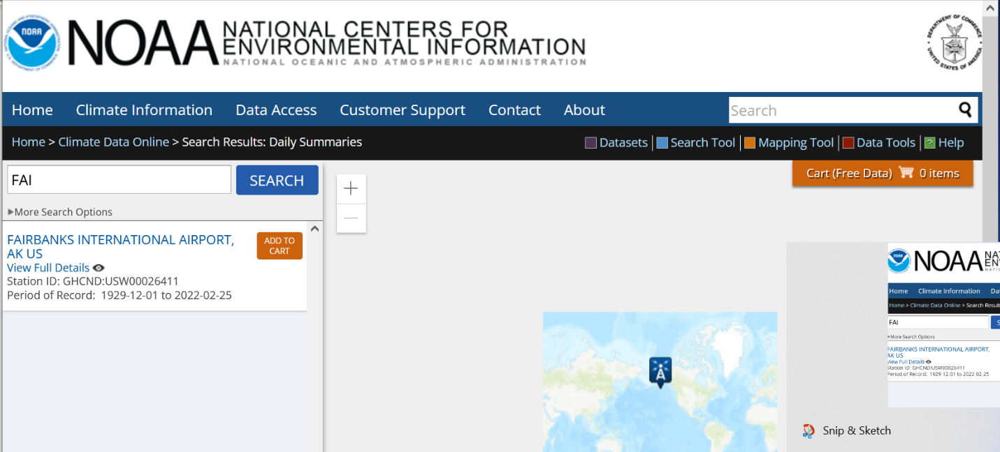 NOAA
NATIONAL CENTERS FOR
ENVIRONMENTAL INFORMATION
NATIONAL OCEANIC AND ATMOSPHERIC ADMINISTRATION
DEPARTMENT OF COMMERCE
UNITED STATES OF AMERICA
Home Climate Information Data Access Customer Support Contact About Search
Home > Climate Data Online > Search Results: Daily Summaries
Datasets Search Tool Mapping Tool Data Tools ? Help
Cart (Free Data) 0 items
FAI SEARCH
More Search Options
FAIRBANKS INTERNATIONAL AIRPORT,
AK US
ADD TO
CART
View Full Details
Station ID: GHCND:USW00026411
Period of Record: 1929-12-01 to 2022-02-25
A
NOAA
Home Climate Information
Home > Climate Data Online > Search
FAI
More Search Options
FAIRBANKS INTERNATIONAL AIRPORT,
AK US
View Full Details
Station ID: GHCND:USW00026411
Period of Record: 1929 12 01 to 2022 02 25
Snip & Sketch